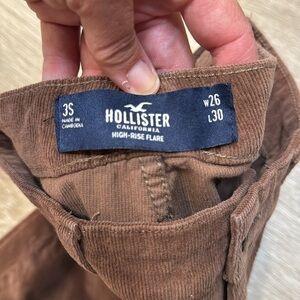 3S
MADE IN
CAMBODIA
HOLLISTER
CALIFORNIA
HIGH-RISE FLARE
W26
L30